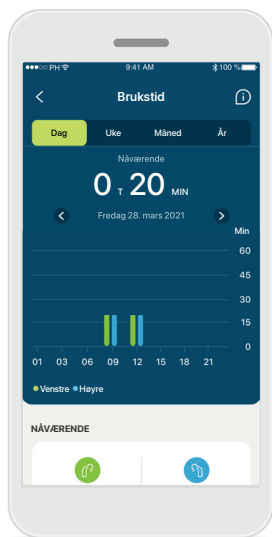 PH 9:41 AM 100 %
Brukstid
Dag Uke Måned År
Nåværende
0 T 20 MIN
Fredag 28. mars 2021
Min
60
45
30
15
0
01 03 06 09 12 15 18 21
Venstre Høyre
NÅVÆRENDE